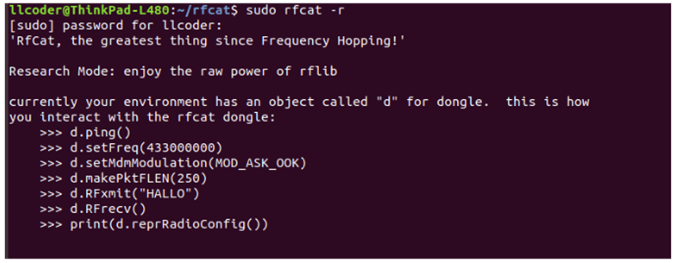 llcoder@ThinkPad-L480:~/rfcat$ sudo rfcat -r
[sudo] password for llcoder:
'RfCat, the greatest thing since Frequency Hopping!'
Research Mode: enjoy the raw power of rflib
currently your environment has an object called "d" for dongle.  this is how
you interact with the rfcat dongle:
    >>> d.ping()
    >>> d.setFreq(433000000)
    >>> d.setMdmModulation(MOD_ASK_OOK)
    >>> d.makePktFLEN(250)
    >>> d.RFxmit("HALLO")
    >>> d.RFrecv()
    >>> print(d.reprRadioConfig())